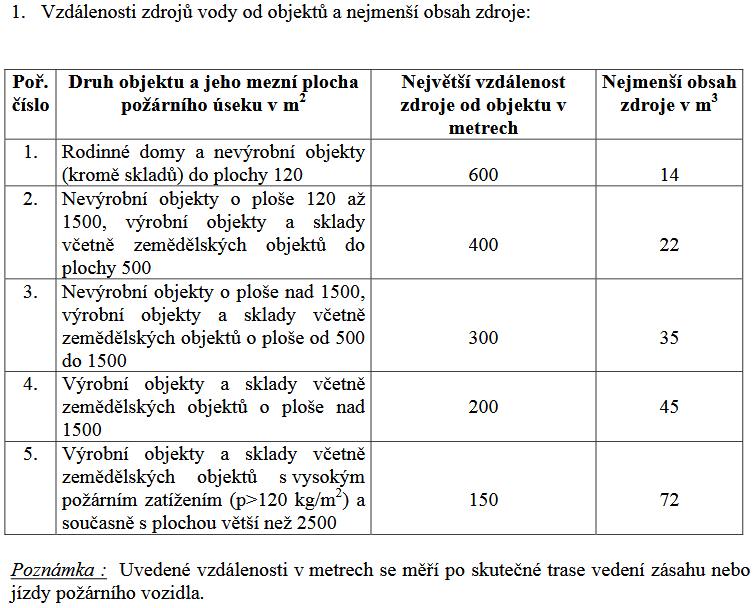 1. Vzdálenosti zdrojů vody od objektů a nejmenší obsah zdroje:
Poř.
číslo
Druh objektu a jeho mezní plocha
požárního úseku v m²
Největší vzdálenost
zdroje od objektu v
metrech
Nejmenší obsah
zdroje v m³
1.
Rodinné domy a nevýrobní objekty
(kromě skladů) do plochy 120
600
14
2.
Nevýrobní objekty o ploše 120 až
1500, výrobní objekty a sklady
včetně zemědělských objektů do
plochy 500
400
22
3.
Nevýrobní objekty o ploše nad 1500,
výrobní objekty a sklady včetně
zemědělských objektů o ploše od 500
do 1500
300
35
4.
Výrobní objekty a sklady včetně
zemědělských objektů o ploše nad
1500
200
45
5.
Výrobní objekty a sklady včetně
zemědělských objektů s vysokým
požárním zatížením (p>120 kg/m²) a
současně s plochou větší než 2500
150
72
Poznámka : Uvedené vzdálenosti v metrech se měří po skutečné trase vedení zásahu nebo
jízdy požárního vozidla.